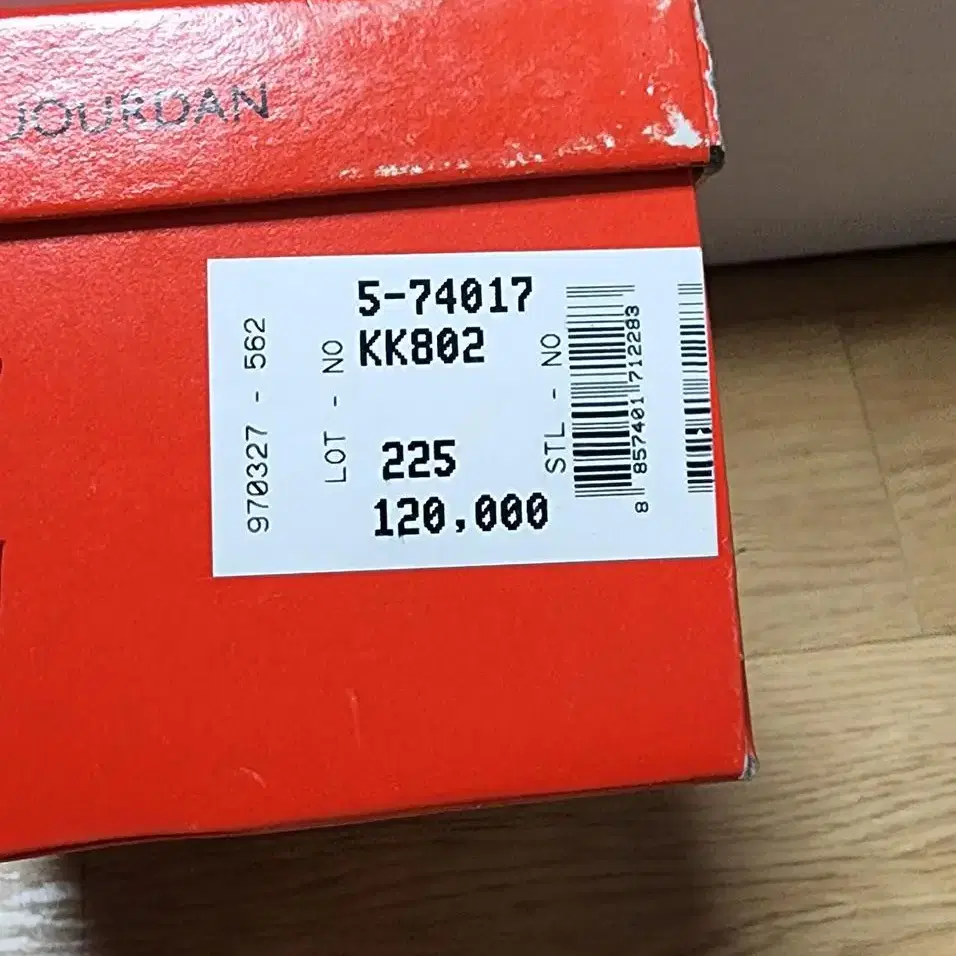 JOURDAN
5-74017
KK802
225
120,000
970327 - 562
LOT - NO
STL - NO
8 857401 712283